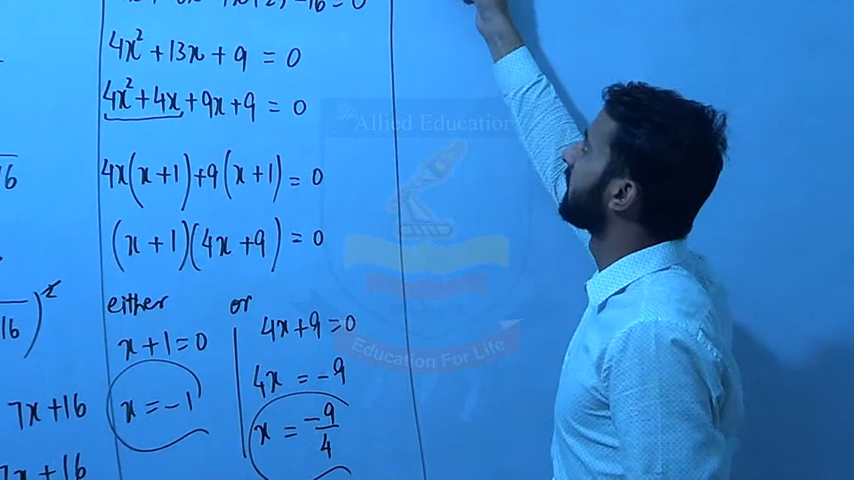 4x² + 13x + 9 = 0
4x² + 4x + 9x + 9 = 0
4x(x+1) + 9(x+1) = 0
(x+1)(4x+9) = 0
either or
x+1=0
4x+9=0
4x = -9
x = -1
x = -9/4
16
16)²
7x+16
7x+16
The Allied Education
Education For Life